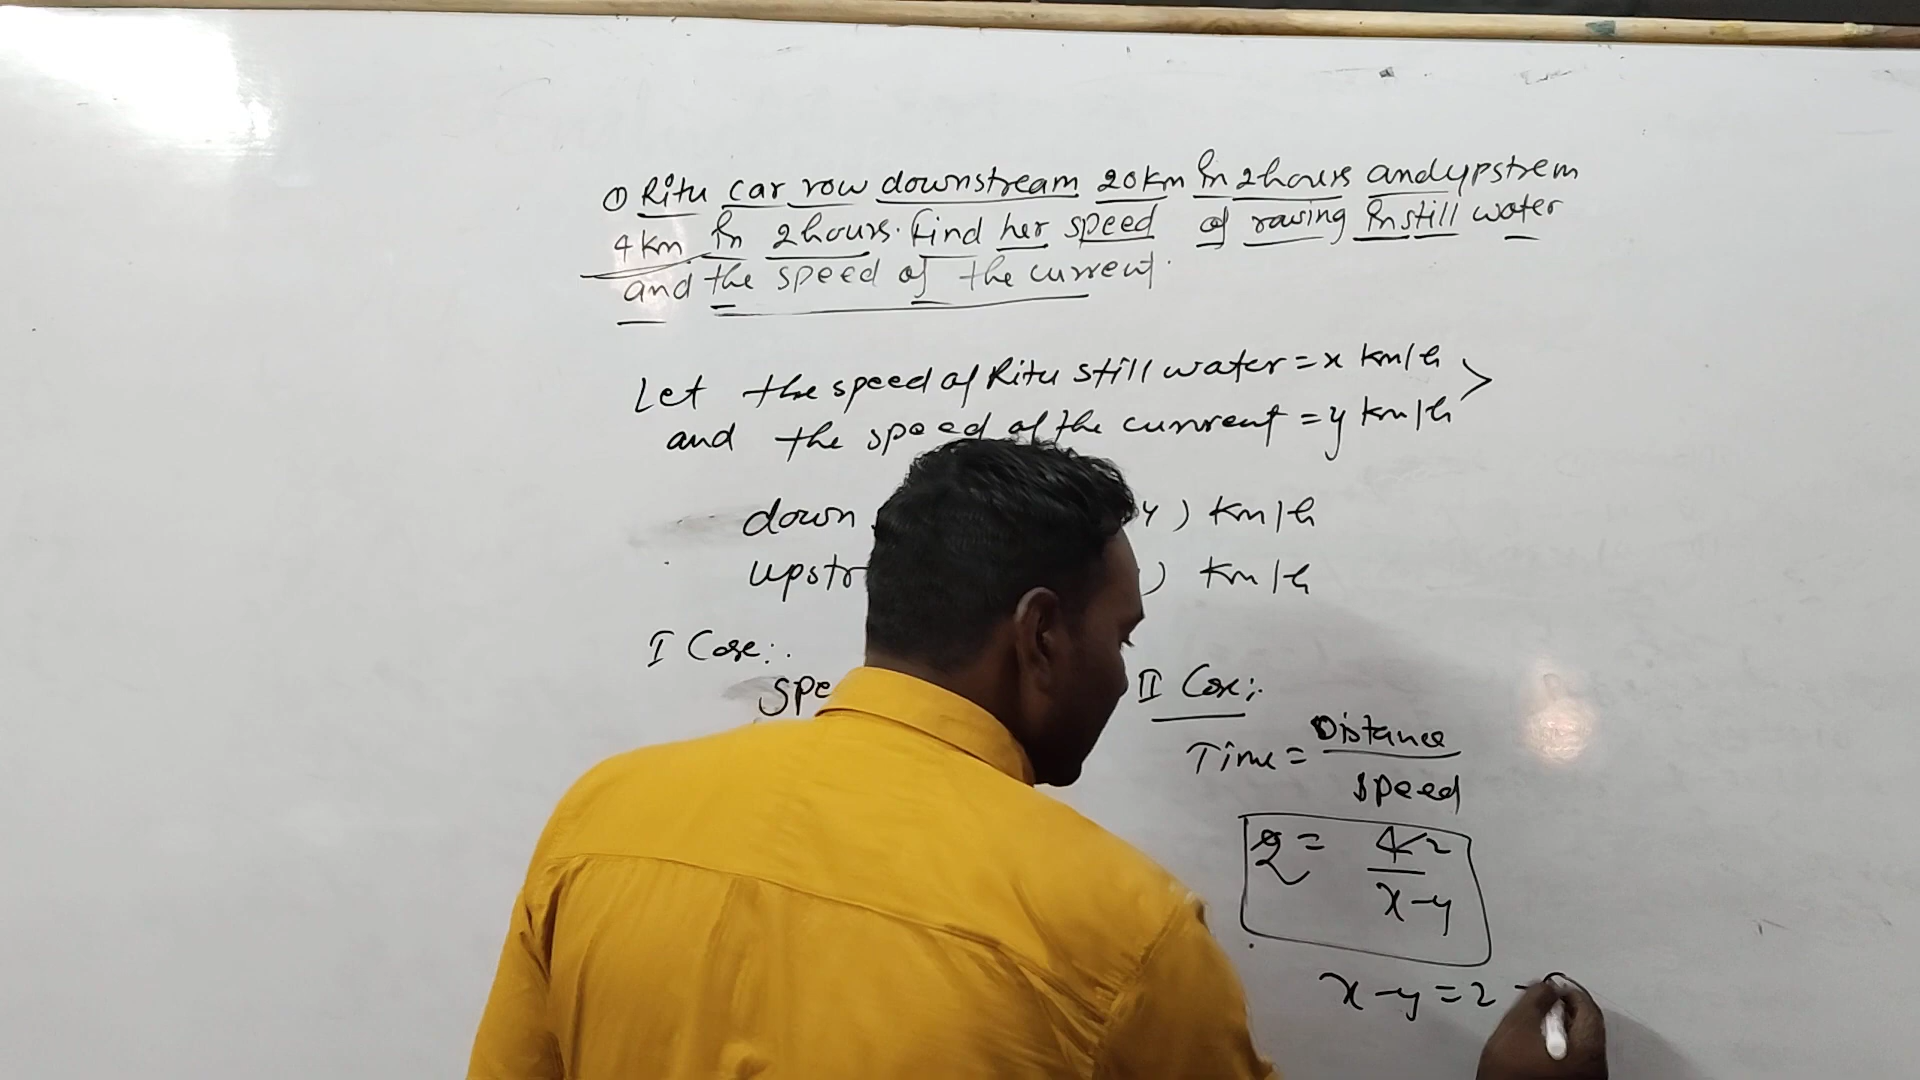 ① Ritu car row downstream 20km in 2hours and ypstrem
4km in 2hours. find her speed of rawing in still water
and the speed of the current.
Let the speed of Ritu still water = x km/h
and the speed of the current = y km/h
down y) km/h
upstr ) km/h
I Case:
Spe
II Case:
Time = Distance / Speed
2 = 4 2 / x-y
x-y=2